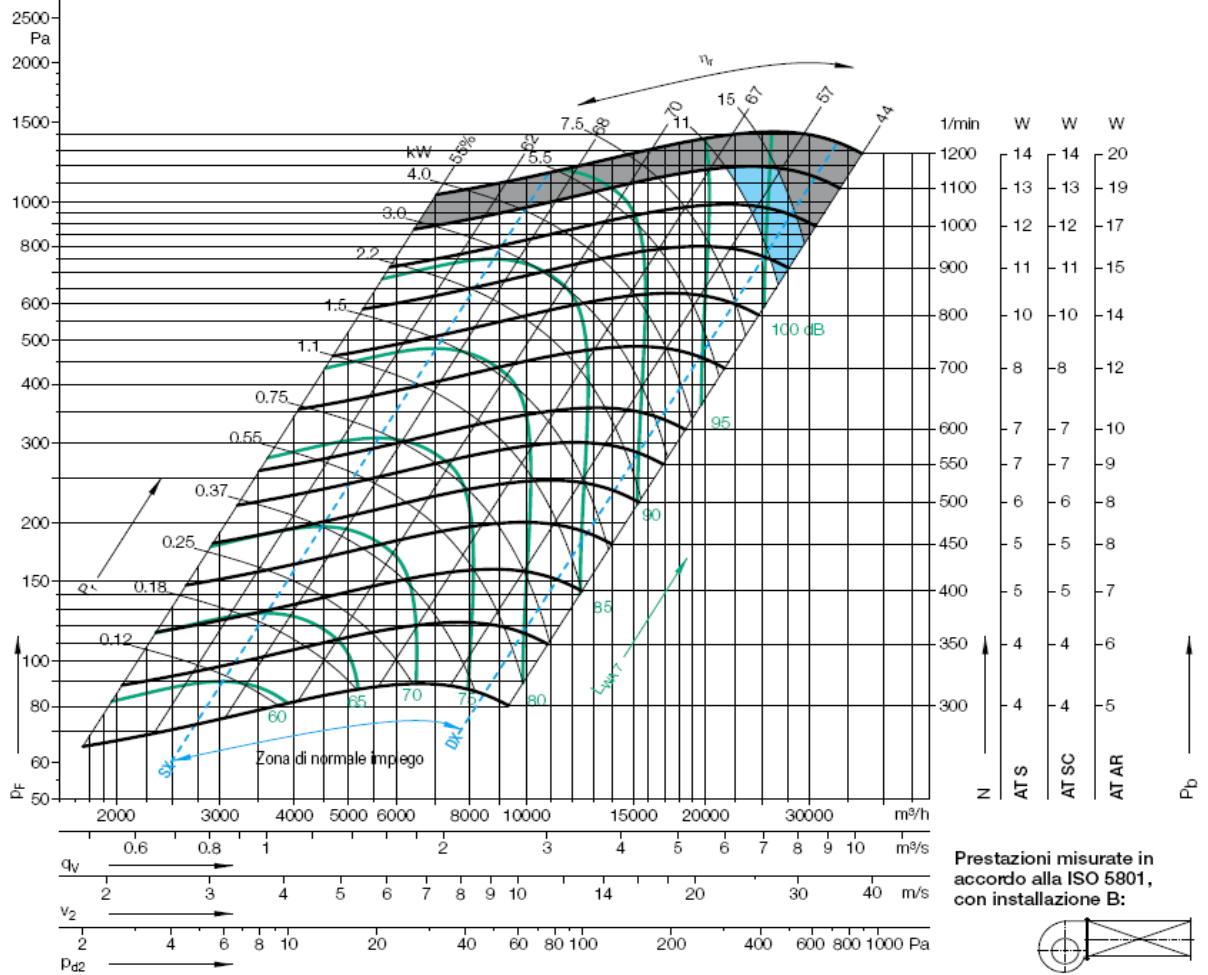 2500
Pa
2000
1500
1000
800
600
500
400
300
200
150
100
80
60
50
pF
ηr
kW
55%
62
68
70
67
57
44
4.0
5.5
7.5
11
15
3.0
2.2
1.5
1.1
0.75
0.55
0.37
0.25
0.18
0.12
Pr
60
65
70
75
80
85
90
95
100 dB
LWA7
SX
DX
Zona di normale impiego
1/min W W W
1200 14 14 20
1100 13 13 19
1000 12 12 17
900 11 11 15
800 10 10 14
700 8 8 12
600 7 7 10
550 7 7 9
500 6 6 8
450 5 5 8
400 5 5 7
350 4 4 6
300 4 4 5
N AT S AT SC AT AR Pb
2000 3000 4000 5000 6000 8000 10000 15000 20000 30000 m³/h
0.6 0.8 1 2 3 4 5 6 7 8 9 10 m³/s
qV
2 3 4 5 6 7 8 9 10 14 20 30 40 m/s
v2
2 4 6 8 10 20 40 60 80 100 200 400 600 800 1000 Pa
pd2
Prestazioni misurate in
accordo alla ISO 5801,
con installazione B: